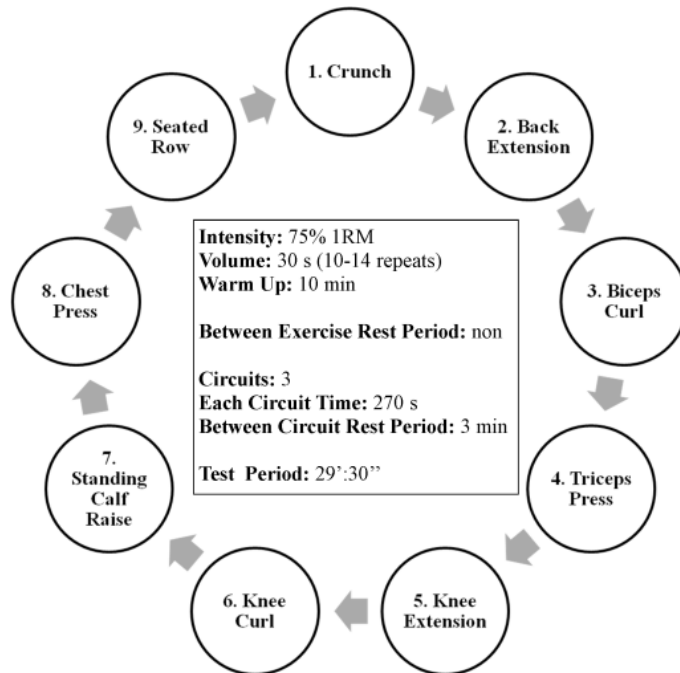 1. Crunch
2. Back
Extension
3. Biceps
Curl
4. Triceps
Press
5. Knee
Extension
6. Knee
Curl
7.
Standing
Calf
Raise
8. Chest
Press
9. Seated
Row
Intensity: 75% 1RM
Volume: 30 s (10-14 repeats)
Warm Up: 10 min
Between Exercise Rest Period: non
Circuits: 3
Each Circuit Time: 270 s
Between Circuit Rest Period: 3 min
Test Period: 29’:30’’